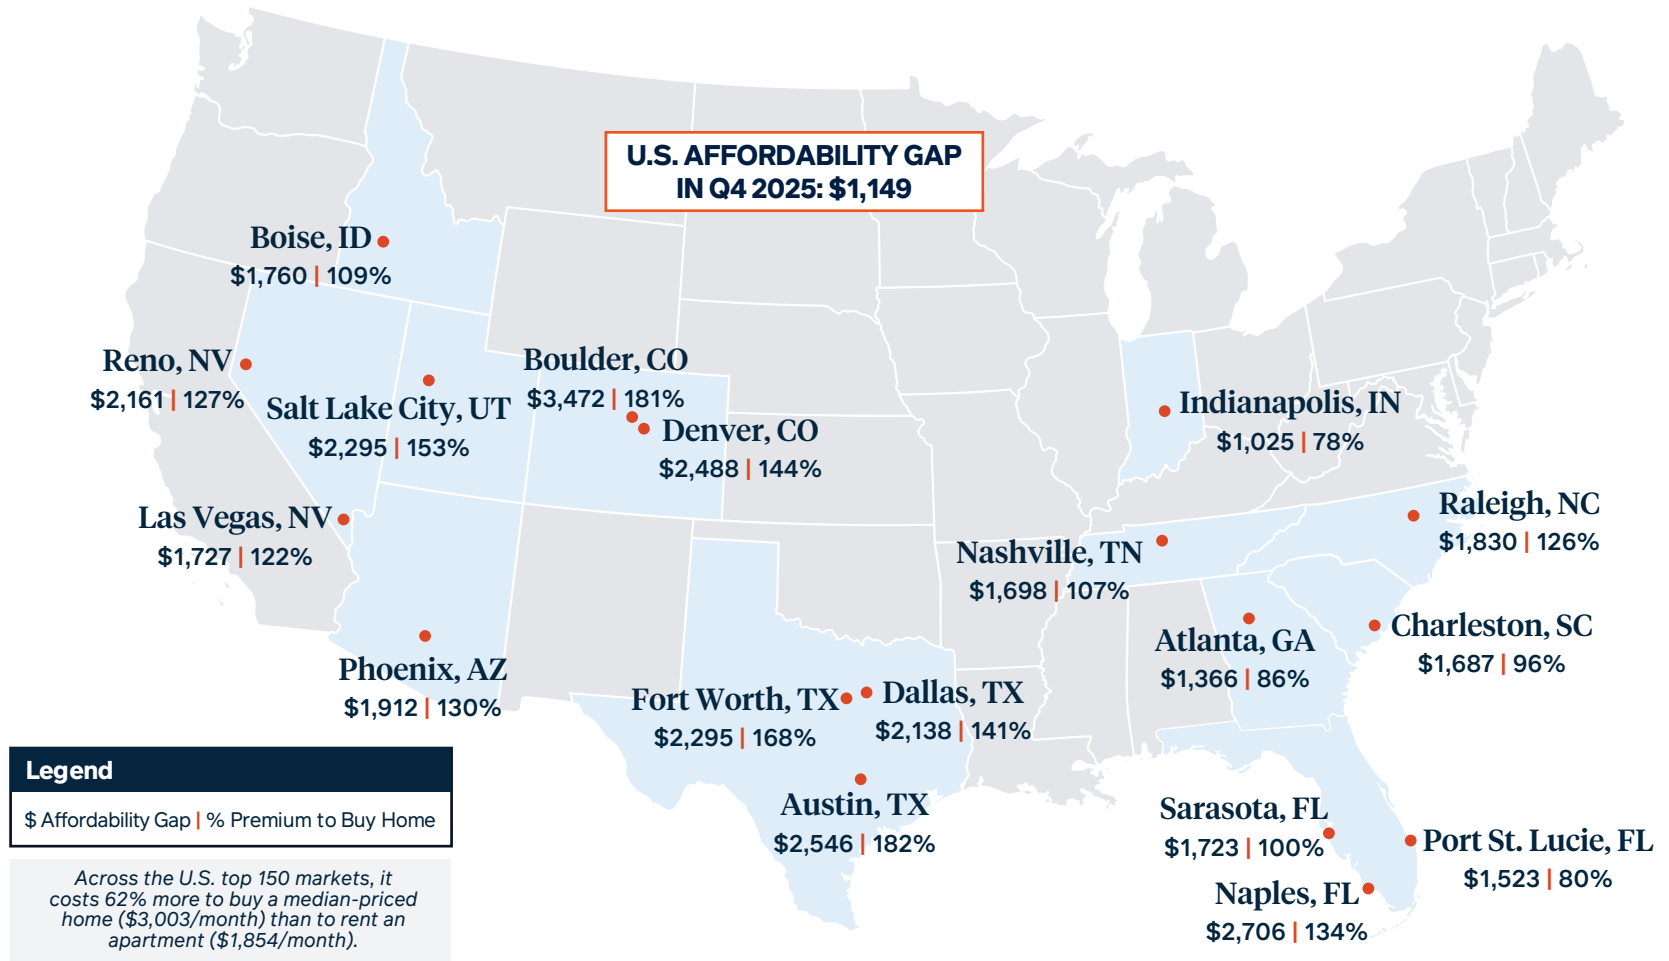 U.S. AFFORDABILITY GAP
IN Q4 2025: $1,149
Boise, ID
$1,760 | 109%
Reno, NV
$2,161 | 127%
Salt Lake City, UT
$2,295 | 153%
Boulder, CO
$3,472 | 181%
Denver, CO
$2,488 | 144%
Indianapolis, IN
$1,025 | 78%
Las Vegas, NV
$1,727 | 122%
Raleigh, NC
$1,830 | 126%
Nashville, TN
$1,698 | 107%
Charleston, SC
$1,687 | 96%
Atlanta, GA
$1,366 | 86%
Phoenix, AZ
$1,912 | 130%
Fort Worth, TX
$2,295 | 168%
Dallas, TX
$2,138 | 141%
Austin, TX
$2,546 | 182%
Sarasota, FL
$1,723 | 100%
Port St. Lucie, FL
$1,523 | 80%
Naples, FL
$2,706 | 134%
Legend
$ Affordability Gap | % Premium to Buy Home
Across the U.S. top 150 markets, it
costs 62% more to buy a median-priced
home ($3,003/month) than to rent an
apartment ($1,854/month).